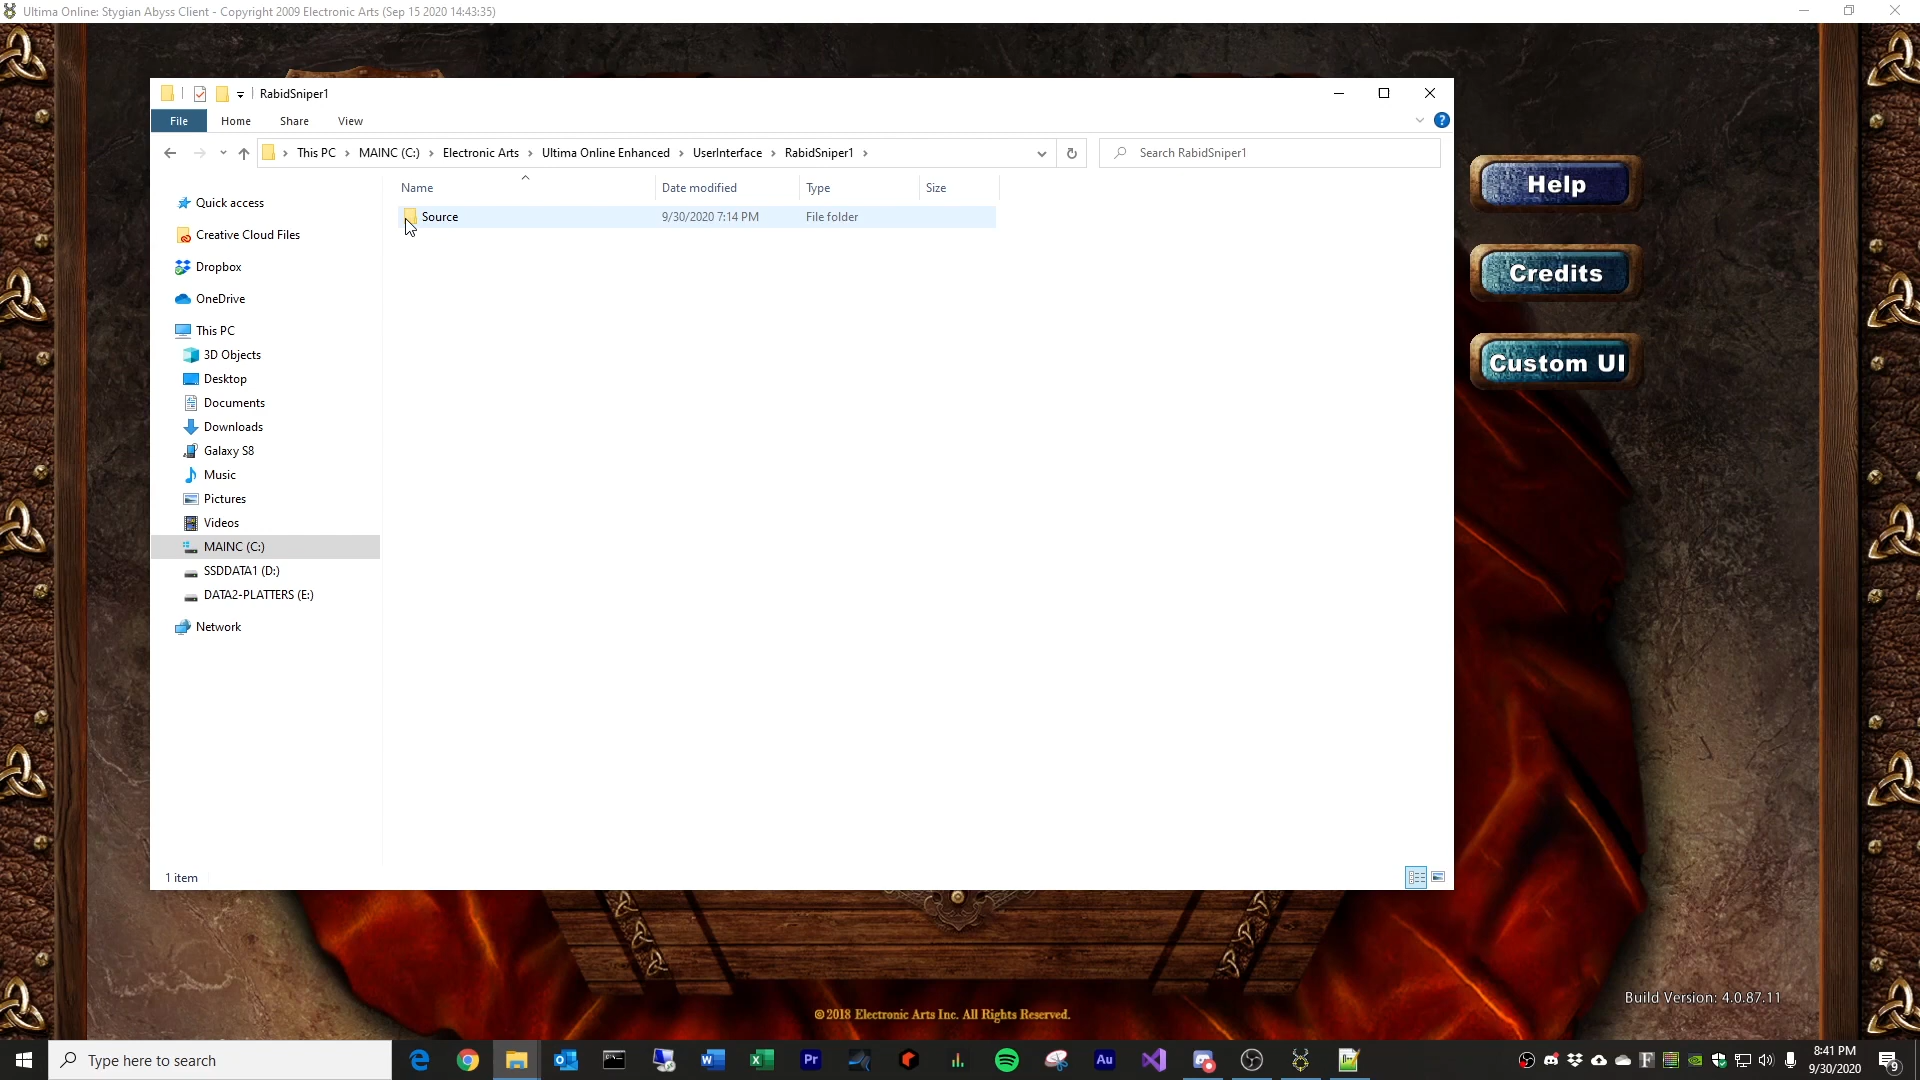 Ultima Online: Stygian Abyss Client - Copyright 2009 Electronic Arts (Sep 15 2020 14:43:35)
RabidSniper1
File Home Share View
This PC MAINC (C:) Electronic Arts Ultima Online Enhanced UserInterface RabidSniper1
Search RabidSniper1
Name Date modified Type Size
Source 9/30/2020 7:14 PM File folder
Quick access
Creative Cloud Files
Dropbox
OneDrive
This PC
3D Objects
Desktop
Documents
Downloads
Galaxy S8
Music
Pictures
Videos
MAINC (C:)
SSDDATA1 (D:)
DATA2-PLATTERS (E:)
Network
1 item
Help
Credits
Custom UI
Build Version: 4.0.87.11
©2018 Electronic Arts Inc. All Rights Reserved.
Type here to search
Pr
Au
8:41 PM
9/30/2020
9